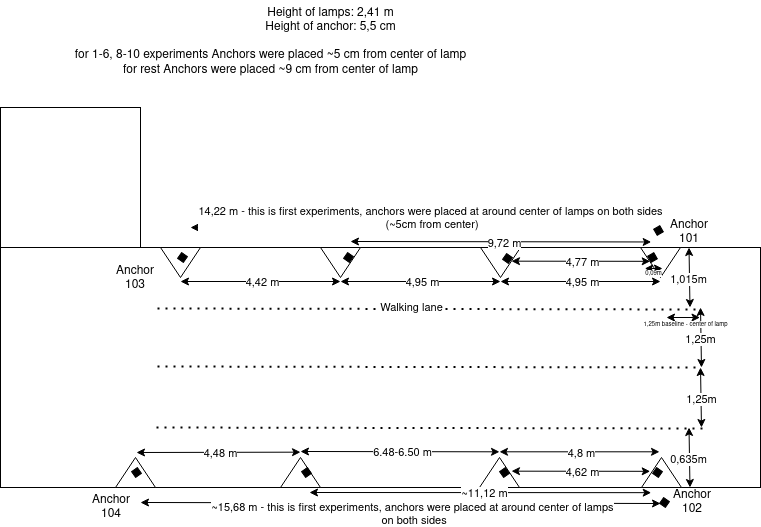 Height of lamps: 2,41 m
Height of anchor: 5,5 cm
for 1-6, 8-10 experiments Anchors were placed ~5 cm from center of lamp
for rest Anchors were placed ~9 cm from center of lamp
14,22 m - this is first experiments, anchors were placed at around center of lamps on both sides
(~5cm from center)
Anchor
101
9,72 m
4,77 m
Anchor
103
0,09m
4,42 m
4,95 m
4,95 m
1,015m
Walking lane
1,25m baseline - center of lamp
1,25m
1,25m
4,48 m
6.48-6.50 m
4,8 m
0,635m
4,62 m
~11,12 m
Anchor
104
Anchor
102
~15,68 m - this is first experiments, anchors were placed at around center of lamps
on both sides